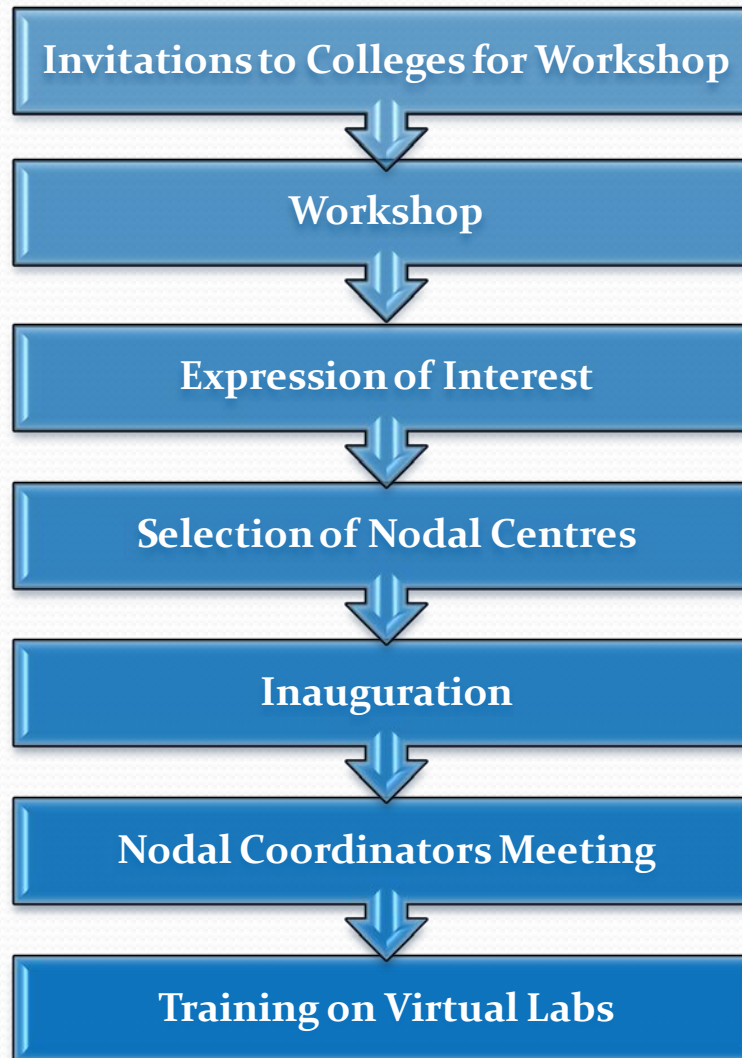 Invitations to Colleges for Workshop
Workshop
Expression of Interest
Selection of Nodal Centres
Inauguration
Nodal Coordinators Meeting
Training on Virtual Labs